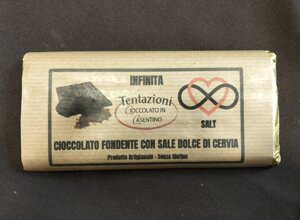 INFINITA
Tentazioni
CIOCCOLATO IN
CASENTINO
SALT
CIOCCOLATO FONDENTE CON SALE DOLCE DI CERVIA
Prodotto Artigianale - Senza Glutine